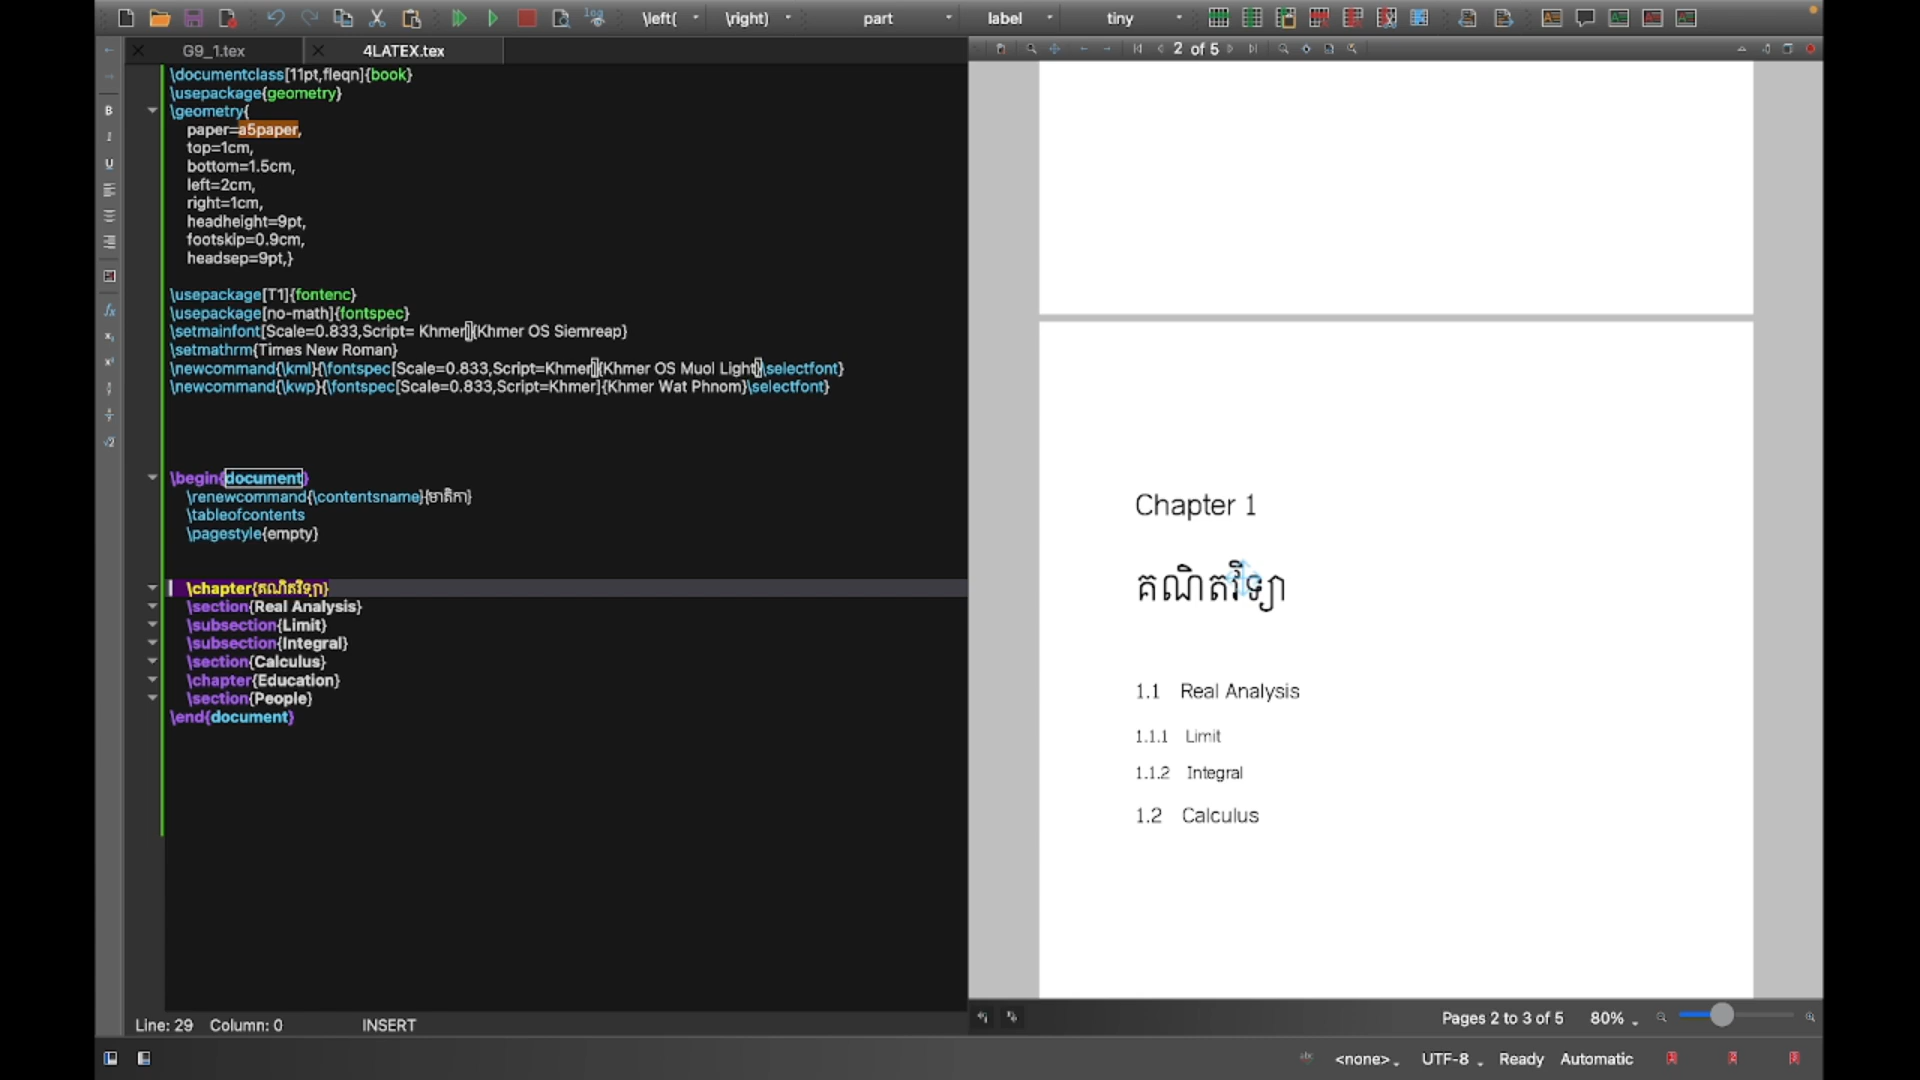 \left( \right) part label tiny
G9_1.tex 4LATEX.tex
2 of 5
\documentclass[11pt,fleqn]{book}
\usepackage{geometry}
\geometry{
paper=a5paper,
top=1cm,
bottom=1.5cm,
left=2cm,
right=1cm,
headheight=9pt,
footskip=0.9cm,
headsep=9pt,}
\usepackage[T1]{fontenc}
\usepackage[no-math]{fontspec}
\setmainfont[Scale=0.833,Script= Khmer]{Khmer OS Siemreap}
\setmathrm{Times New Roman}
\newcommand{\kml}{\fontspec[Scale=0.833,Script=Khmer]{Khmer OS Muol Light}\selectfont}
\newcommand{\kwp}{\fontspec[Scale=0.833,Script=Khmer]{Khmer Wat Phnom}\selectfont}
\begin{document}
\renewcommand{\contentsname}{មាតិកា}
\tableofcontents
\pagestyle{empty}
\chapter{គណិតវិទ្យា}
\section{Real Analysis}
\subsection{Limit}
\subsection{Integral}
\section{Calculus}
\chapter{Education}
\section{People}
\end{document}
Chapter 1
គណិតវិទ្យា
1.1 Real Analysis
1.1.1 Limit
1.1.2 Integral
1.2 Calculus
Line: 29 Column: 0 INSERT
Pages 2 to 3 of 5 80%
<none> UTF-8 Ready Automatic